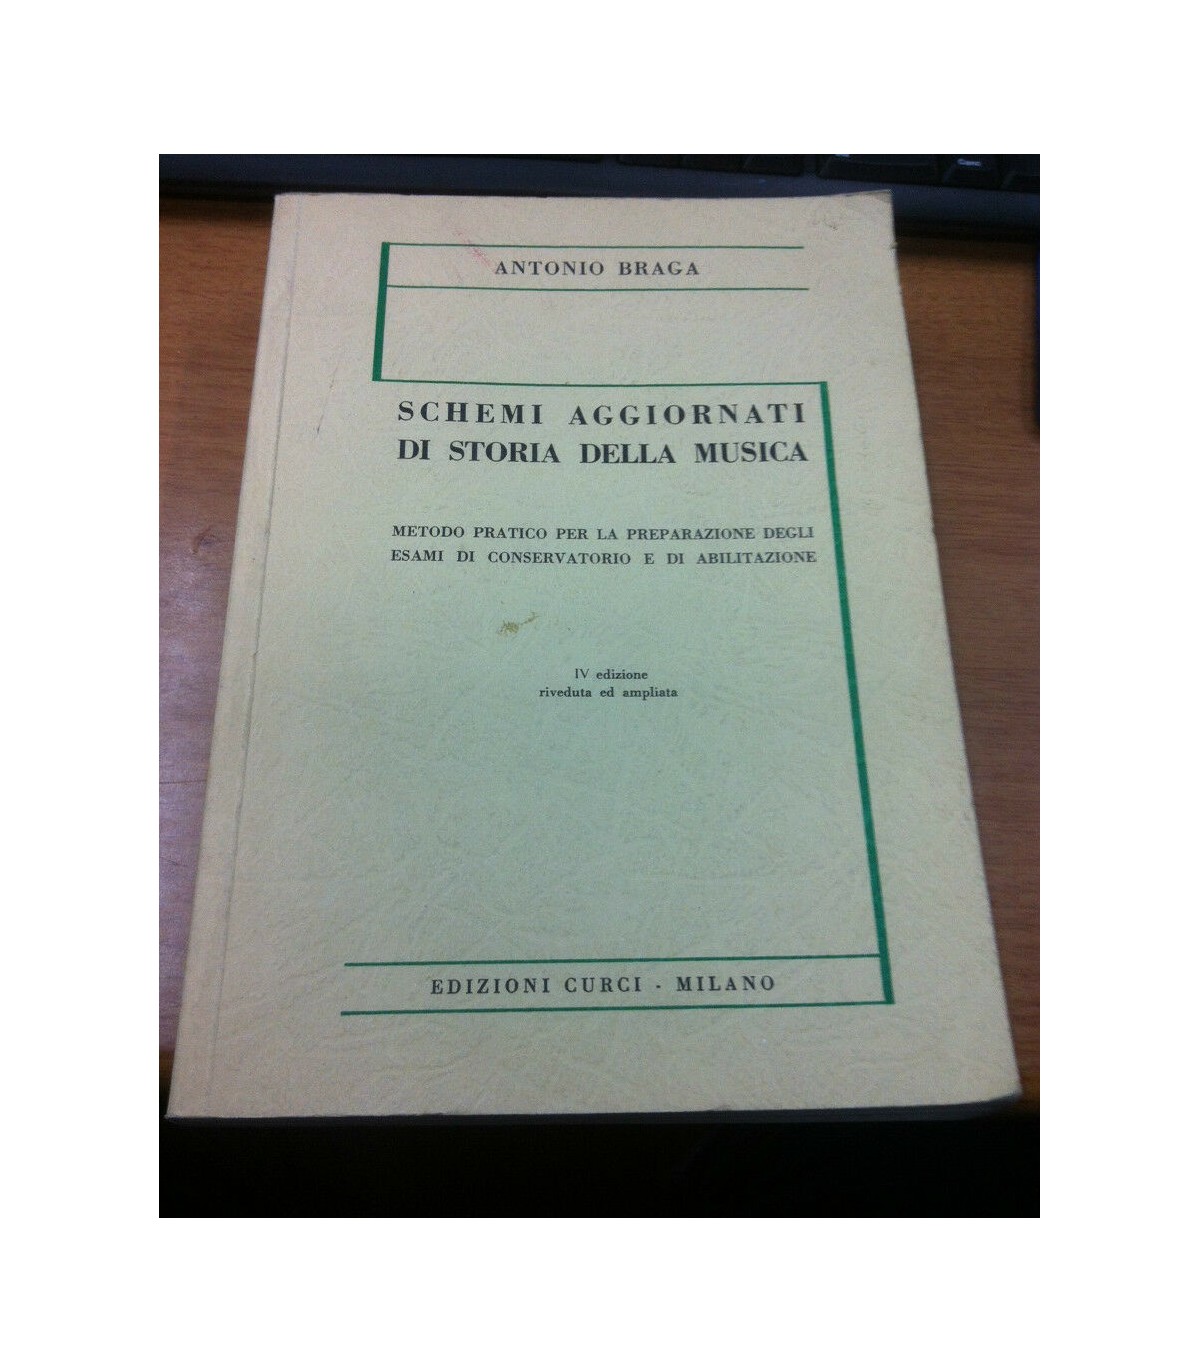 ANTONIO BRAGA
SCHEMI AGGIORNATI
DI STORIA DELLA MUSICA
METODO PRATICO PER LA PREPARAZIONE DEGLI
ESAMI DI CONSERVATORIO E DI ABILITAZIONE
IV edizione
riveduta ed ampliata
EDIZIONI CURCI - MILANO